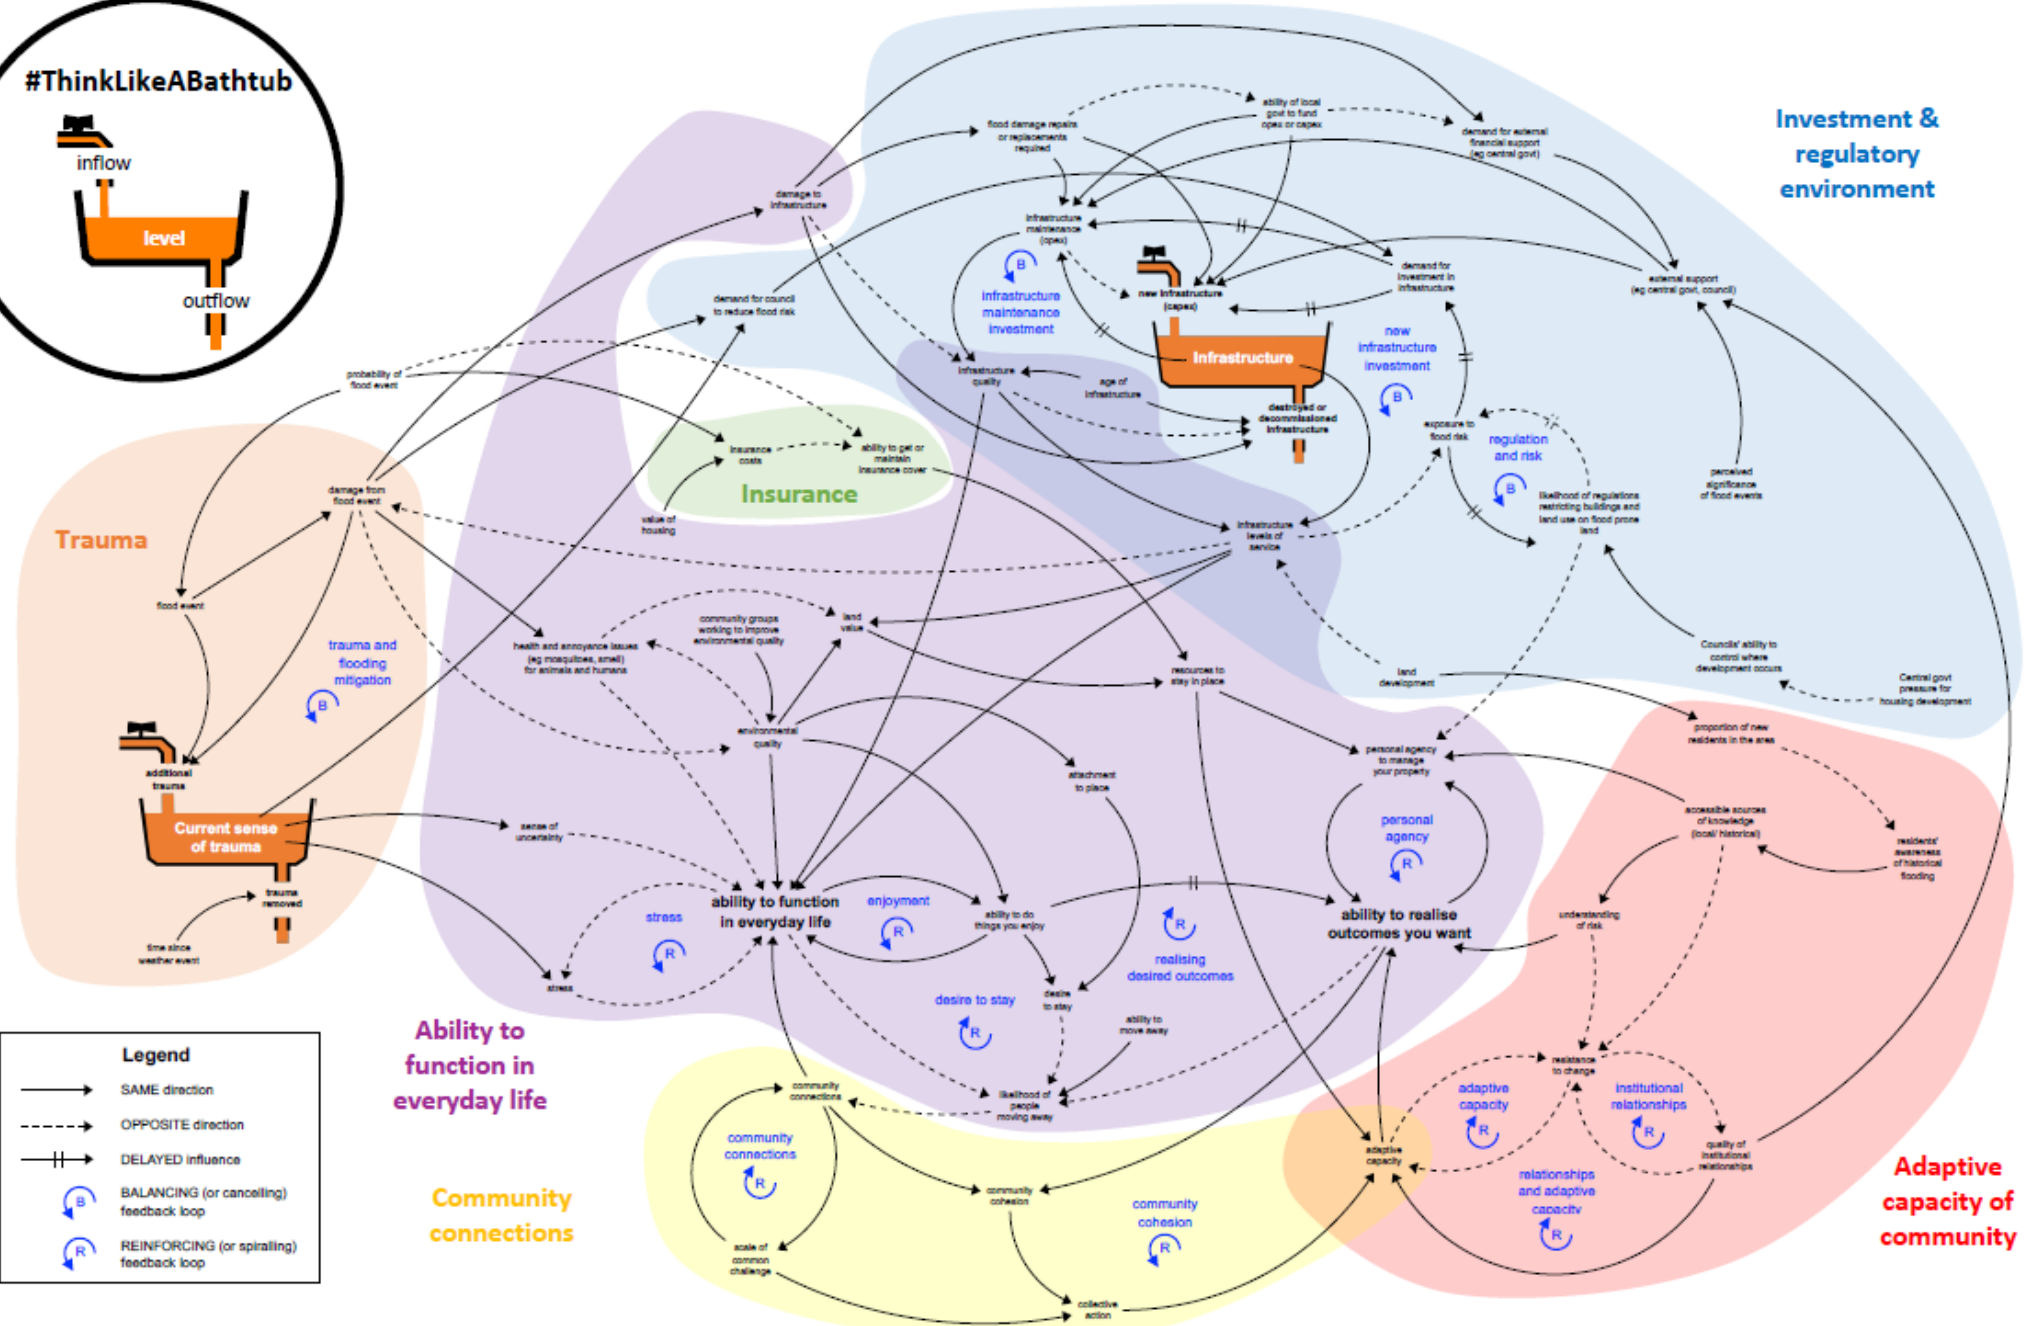 #ThinkLikeABathtub
inflow
level
outflow
Investment &
regulatory
environment
flood damage repairs
or replacements
required
ability of local
govt to fund
opex or capex
demand for external
financial support
(eg central govt)
damage to
infrastructure
infrastructure
maintenance
(opex)
B
infrastructure
maintenance
investment
new infrastructure
(capex)
demand for
investment in
infrastructure
external support
(eg central govt, council)
demand for council
to reduce flood risk
Infrastructure
new
infrastructure
investment
B
probability of
flood event
infrastructure
quality
age of
infrastructure
destroyed or
decommissioned
infrastructure
exposure to
flood risk
regulation
and risk
B
likelihood of regulations
restricting buildings and
land use on flood prone
land
perceived
significance
of flood events
insurance
costs
ability to get or
maintain
insurance cover
Insurance
value of
housing
Trauma
damage from
flood event
flood event
trauma and
flooding
mitigation
B
additional
trauma
Current sense
of trauma
trauma
removed
time since
weather event
infrastructure
levels of
service
health and annoyance issues
(eg mosquitoes, smell)
for animals and humans
community groups
working to improve
environmental quality
land
value
resources to
stay in place
land
development
Councils' ability to
control where
development occurs
Central govt
pressure for
housing development
environmental
quality
attachment
to place
personal agency
to manage
your property
proportion of new
residents in the area
accessible sources
of knowledge
(local/ historical)
residents'
awareness
of historical
flooding
sense of
uncertainty
personal
agency
R
ability to function
in everyday life
stress
R
enjoyment
R
ability to do
things you enjoy
ability to realise
outcomes you want
understanding
of risk
R
realising
desired outcomes
stress
desire to stay
R
desire
to stay
ability to
move away
likelihood of
people
moving away
Ability to
function in
everyday life
Legend
SAME direction
OPPOSITE direction
DELAYED influence
B
BALANCING (or cancelling)
feedback loop
R
REINFORCING (or spiralling)
feedback loop
community
connections
community
connections
R
Community
connections
scale of
common
challenge
community
cohesion
community
cohesion
R
collective
action
adaptive
capacity
resistance
to change
adaptive
capacity
R
institutional
relationships
R
quality of
institutional
relationships
relationships
and adaptive
capacity
R
Adaptive
capacity of
community